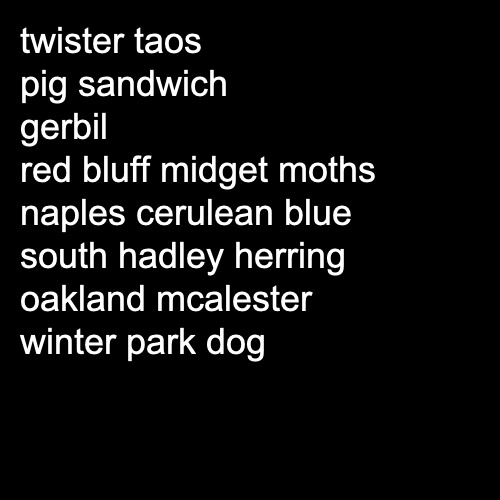 twister taos
pig sandwich
gerbil
red bluff midget moths
naples cerulean blue
south hadley herring
oakland mcalester
winter park dog